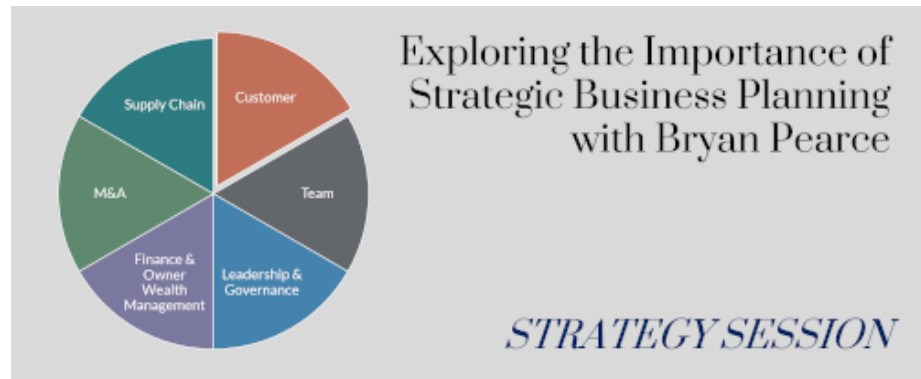 Exploring the Importance of
Strategic Business Planning
with Bryan Pearce
Supply Chain
Customer
M&A
Team
Finance &
Owner
Wealth
Management
Leadership &
Governance
STRATEGY SESSION